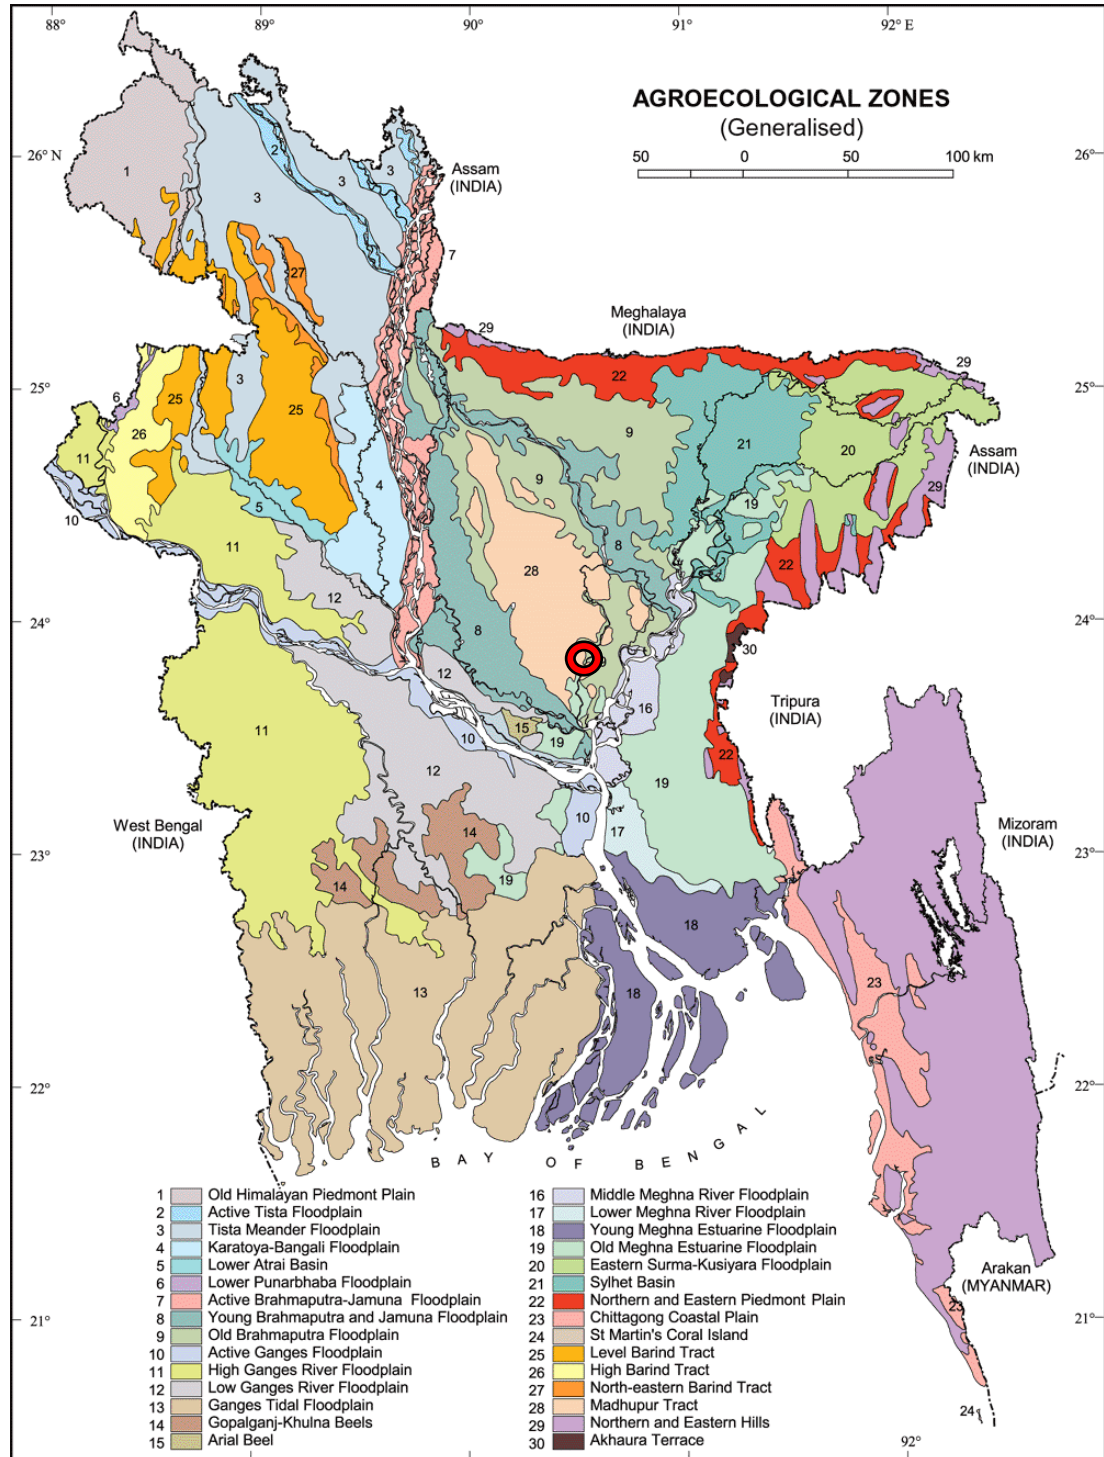 88° 89° 90° 91° 92° E
AGROECOLOGICAL ZONES
(Generalised)
50 0 50 100 km
26° N
26°
Assam
(INDIA)
1
2
3
3
3
7
27
Meghalaya
(INDIA)
29
29
22
25°
25°
6
3
25
25
26
9
21
20
Assam
(INDIA)
11
4
9
29
10
5
19
11
8
28
22
12
24°
24°
8
30
12
16
Tripura
(INDIA)
11
15
19
10
22
12
19
West Bengal
(INDIA)
10
14
17
Mizoram
(INDIA)
23°
23°
14
19
18
23
13
18
22°
22°
BAY OF BENGAL
Arakan
(MYANMAR)
23
21°
21°
24
92°
1 Old Himalayan Piedmont Plain
2 Active Tista Floodplain
3 Tista Meander Floodplain
4 Karatoya-Bangali Floodplain
5 Lower Atrai Basin
6 Lower Punarbhaba Floodplain
7 Active Brahmaputra-Jamuna Floodplain
8 Young Brahmaputra and Jamuna Floodplain
9 Old Brahmaputra Floodplain
10 Active Ganges Floodplain
11 High Ganges River Floodplain
12 Low Ganges River Floodplain
13 Ganges Tidal Floodplain
14 Gopalganj-Khulna Beels
15 Arial Beel
16 Middle Meghna River Floodplain
17 Lower Meghna River Floodplain
18 Young Meghna Estuarine Floodplain
19 Old Meghna Estuarine Floodplain
20 Eastern Surma-Kusiyara Floodplain
21 Sylhet Basin
22 Northern and Eastern Piedmont Plain
23 Chittagong Coastal Plain
24 St Martin's Coral Island
25 Level Barind Tract
26 High Barind Tract
27 North-eastern Barind Tract
28 Madhupur Tract
29 Northern and Eastern Hills
30 Akhaura Terrace